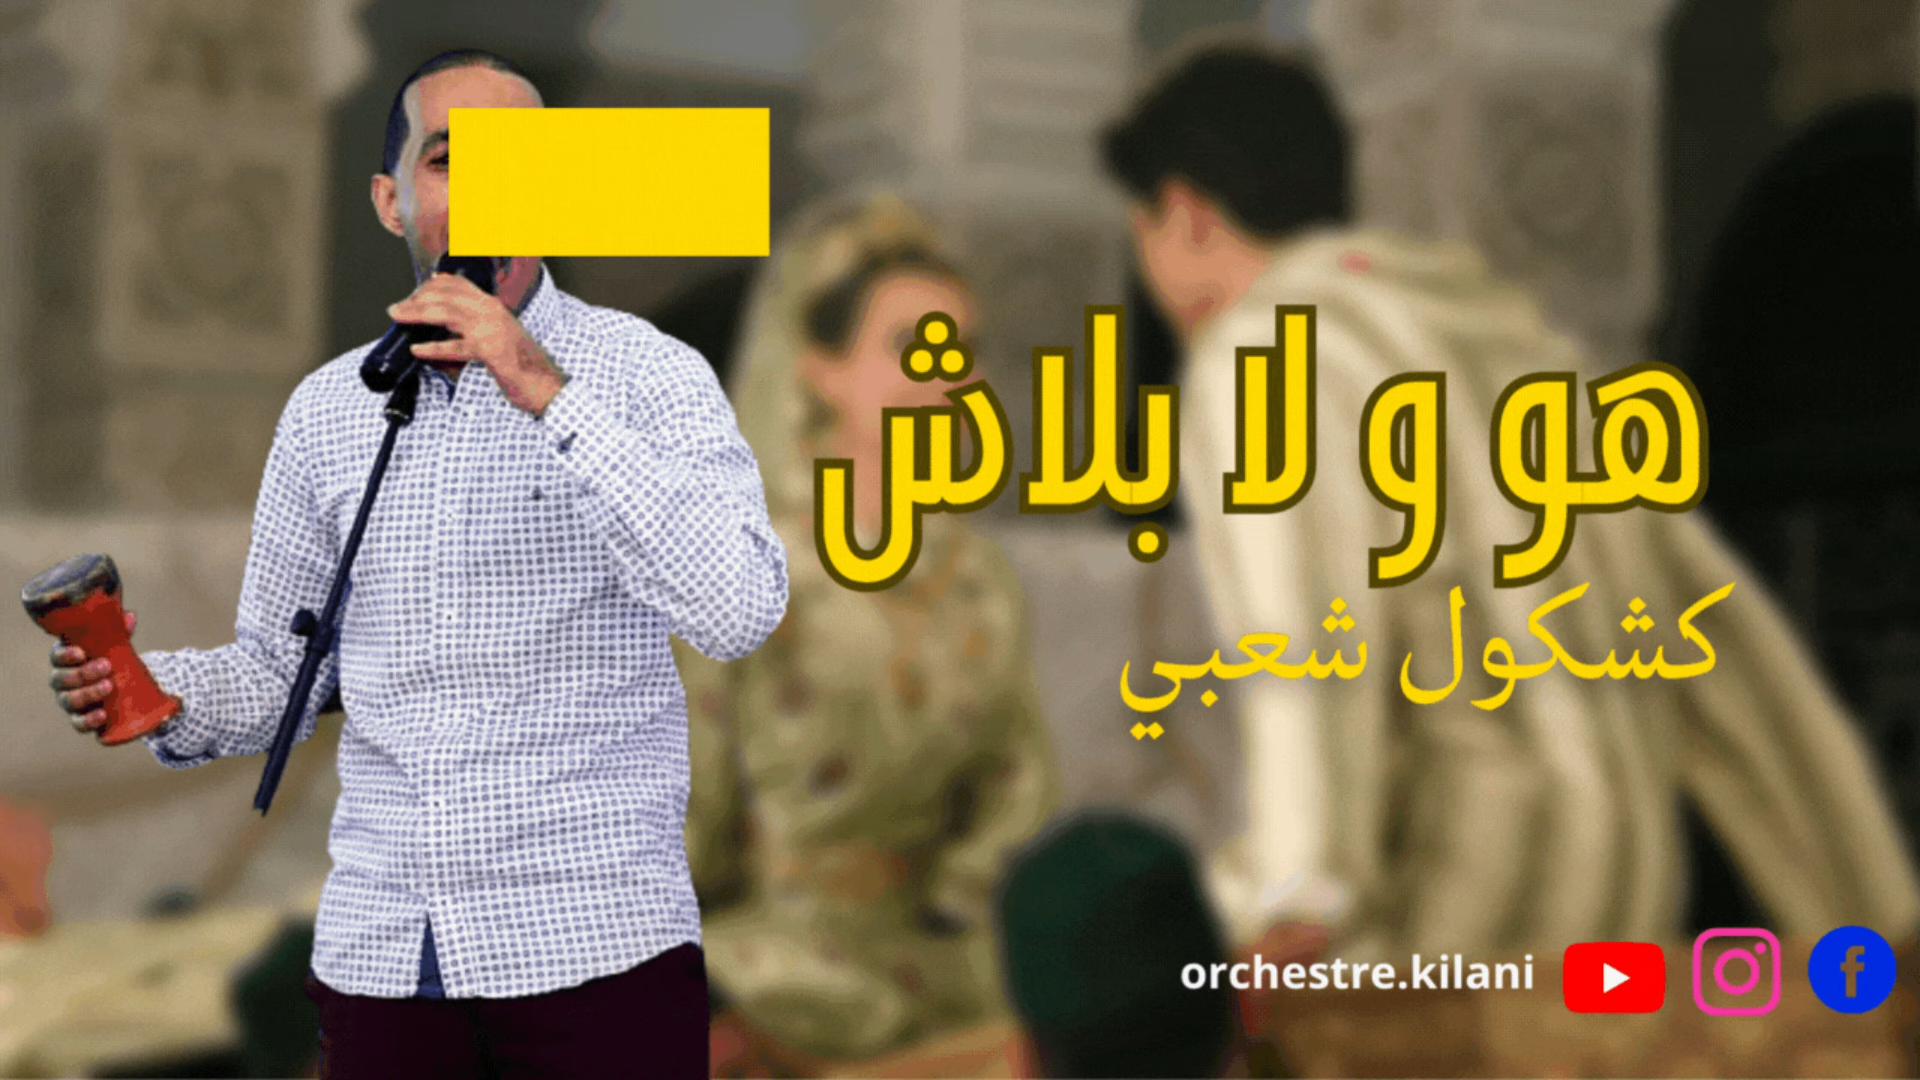 هو و لا بلاش
كشكول شعبي
orchestre.kilani